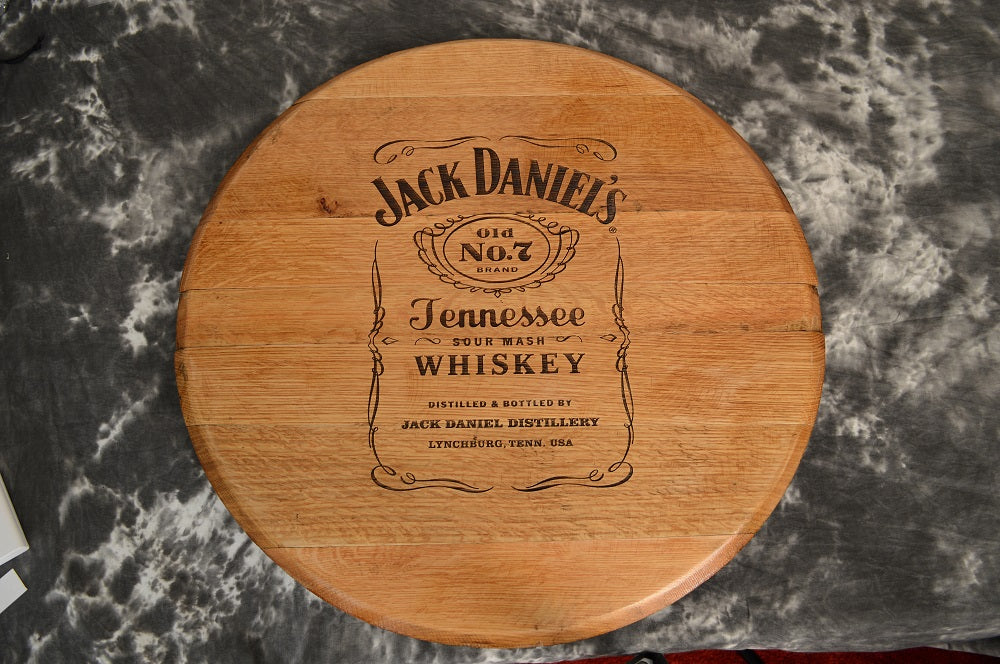 JACK DANIEL'S
®
Old
No.7
BRAND
Tennessee
SOUR MASH
WHISKEY
DISTILLED & BOTTLED BY
JACK DANIEL DISTILLERY
LYNCHBURG, TENN. USA